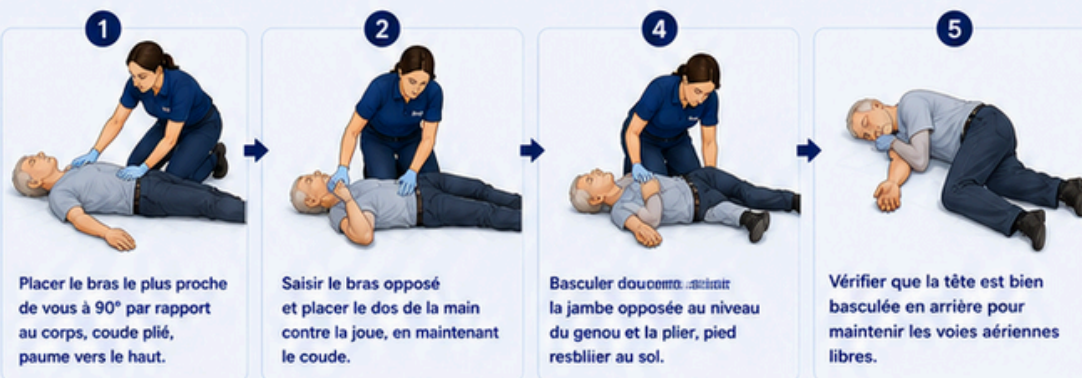 1
Placer le bras le plus proche
de vous à 90° par rapport
au corps, coude plié,
paume vers le haut.
2
Saisir le bras opposé
et placer le dos de la main
contre la joue, en maintenant
le coude.
4
Basculer
la jambe opposée au niveau
du genou et la plier, pied
resbliier au sol.
5
Vérifier que la tête est bien
basculée en arrière pour
maintenir les voies aériennes
libres.